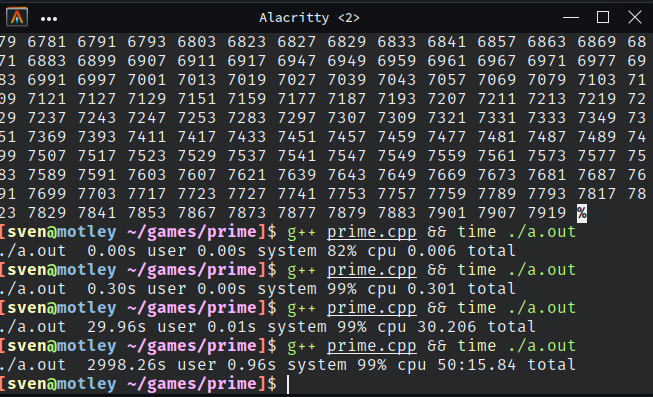 Alacritty <2>
79 6781 6791 6793 6803 6823 6827 6829 6833 6841 6857 6863 6869 68
71 6883 6899 6907 6911 6917 6947 6949 6959 6961 6967 6971 6977 69
83 6991 6997 7001 7013 7019 7027 7039 7043 7057 7069 7079 7103 71
09 7121 7127 7129 7151 7159 7177 7187 7193 7207 7211 7213 7219 72
29 7237 7243 7247 7253 7283 7297 7307 7309 7321 7331 7333 7349 73
51 7369 7393 7411 7417 7433 7451 7457 7459 7477 7481 7487 7489 74
99 7507 7517 7523 7529 7537 7541 7547 7549 7559 7561 7573 7577 75
83 7589 7591 7603 7607 7621 7639 7643 7649 7669 7673 7681 7687 76
91 7699 7703 7717 7723 7727 7741 7753 7757 7759 7789 7793 7817 78
23 7829 7841 7853 7867 7873 7877 7879 7883 7901 7907 7919 %
[sven@motley ~/games/prime]$ g++ prime.cpp && time ./a.out
./a.out  0.00s user 0.00s system 82% cpu 0.006 total
[sven@motley ~/games/prime]$ g++ prime.cpp && time ./a.out
./a.out  0.30s user 0.00s system 99% cpu 0.301 total
[sven@motley ~/games/prime]$ g++ prime.cpp && time ./a.out
./a.out  29.96s user 0.01s system 99% cpu 30.206 total
[sven@motley ~/games/prime]$ g++ prime.cpp && time ./a.out
./a.out  2998.26s user 0.96s system 99% cpu 50:15.84 total
[sven@motley ~/games/prime]$